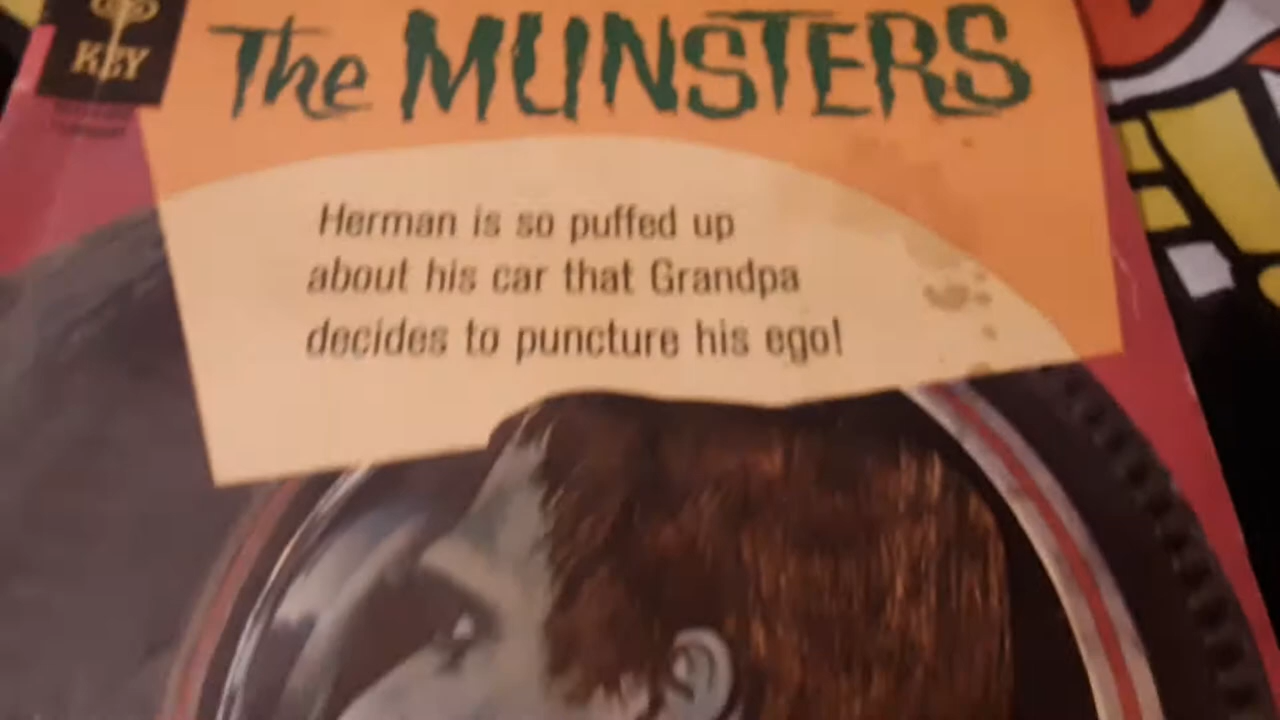 KEY
The MUNSTERS
Herman is so puffed up
about his car that Grandpa
decides to puncture his ego!